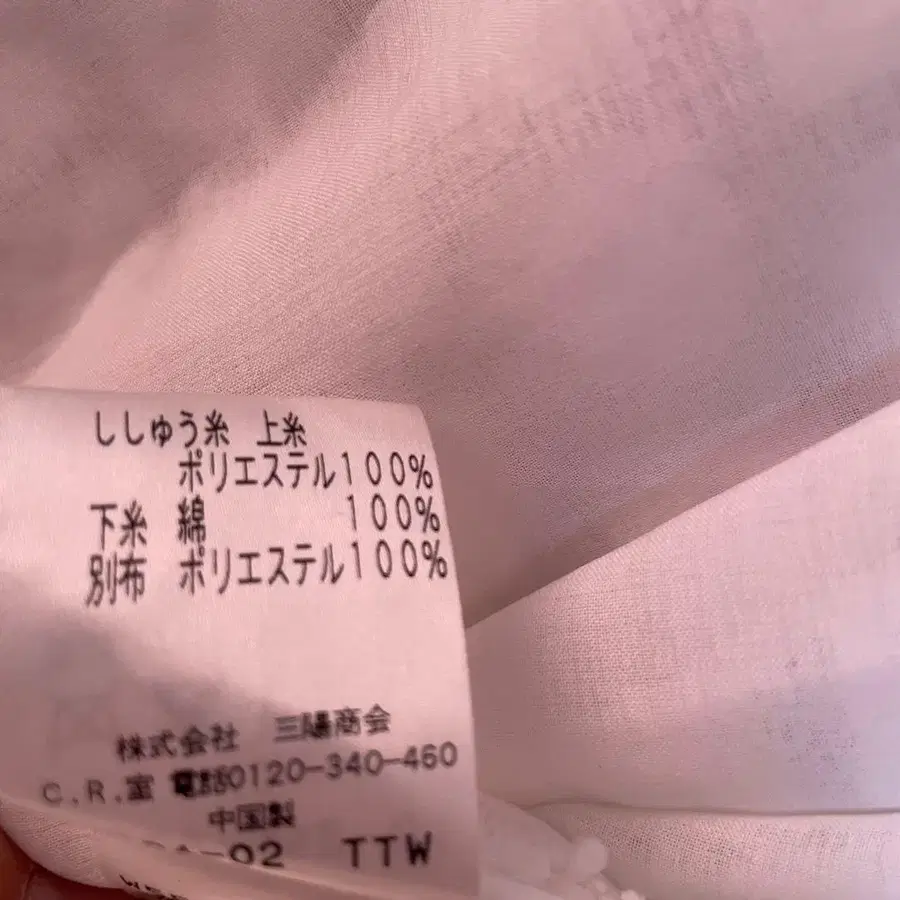 ししゅう糸 上糸
ポリエステル100%
下糸 綿 100%
別布 ポリエステル100%
株式会社 三陽商会
C.R.室 電話0120-340-460
中国製
-02 TTW